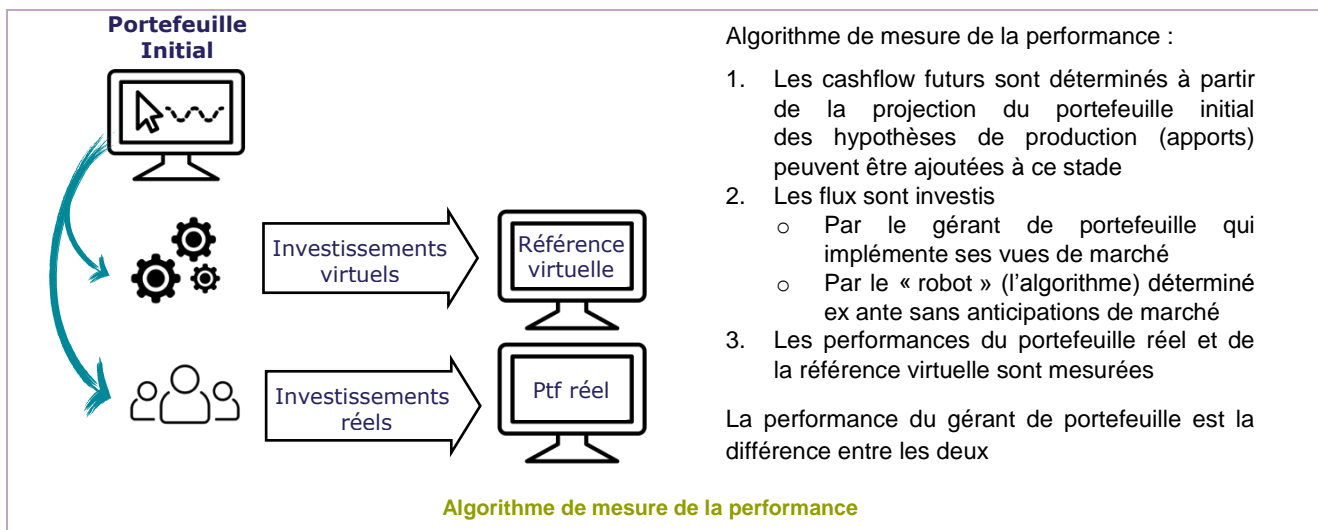 Portefeuille
Initial
Investissements
virtuels
Référence
virtuelle
Investissements
réels
Ptf réel
Algorithme de mesure de la performance :
1. Les cashflow futurs sont déterminés à partir
de la projection du portefeuille initial
des hypothèses de production (apports)
peuvent être ajoutées à ce stade
2. Les flux sont investis
o Par le gérant de portefeuille qui
implémente ses vues de marché
o Par le « robot » (l’algorithme) déterminé
ex ante sans anticipations de marché
3. Les performances du portefeuille réel et de
la référence virtuelle sont mesurées
La performance du gérant de portefeuille est la
différence entre les deux
Algorithme de mesure de la performance